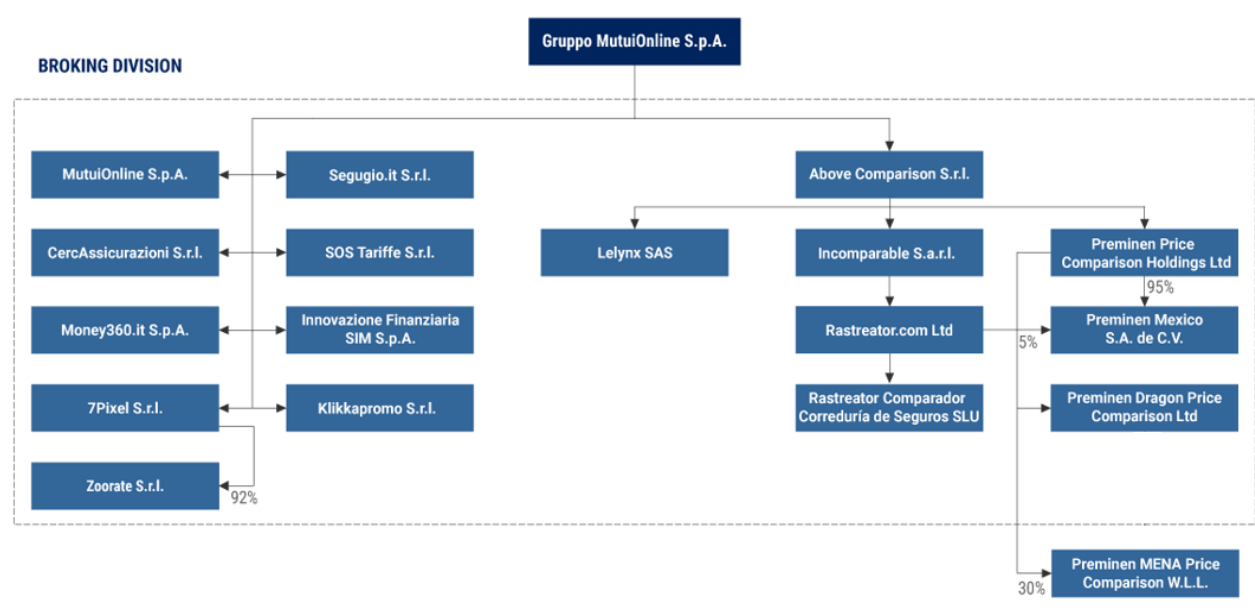 Gruppo MutuiOnline S.p.A.
BROKING DIVISION
MutuiOnline S.p.A.
Segugio.it S.r.l.
Above Comparison S.r.l.
CercAssicurazioni S.r.l.
SOS Tariffe S.r.l.
Lelynx SAS
Incomparable S.a.r.l.
Preminen Price
Comparison Holdings Ltd
95%
Money360.it S.p.A.
Innovazione Finanziaria
SIM S.p.A.
Rastreator.com Ltd
5%
Preminen Mexico
S.A. de C.V.
7Pixel S.r.l.
Klikkapromo S.r.l.
Rastreator Comparador
Correduría de Seguros SLU
Preminen Dragon Price
Comparison Ltd
Zoorate S.r.l.
92%
30%
Preminen MENA Price
Comparison W.L.L.